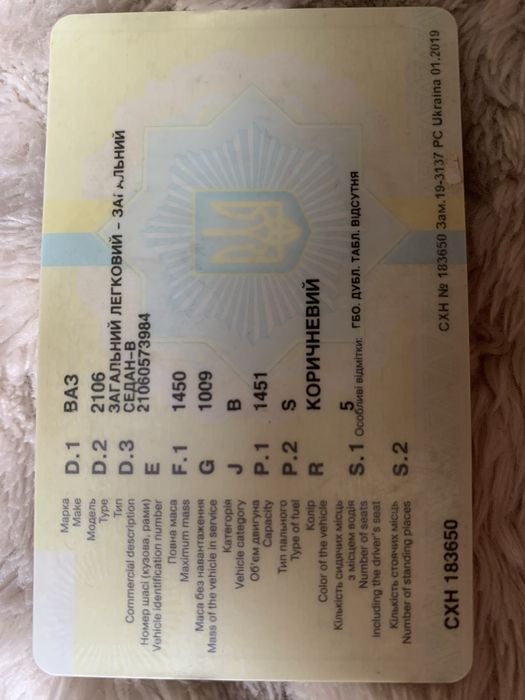 Марка D.1 ВАЗ
Make
Модель D.2 2106
Type
Тип D.3 ЗАГАЛЬНИЙ ЛЕГКОВИЙ – ЗАГАЛЬНИЙ
Commercial description СЕДАН-В
Номер шасі (кузова, рами) E 21060573984
Vehicle identification number
Повна маса F.1 1450
Maximum mass
Маса без навантаження G 1009
Mass of the vehicle in service
Категорія J B
Vehicle category
Об'єм двигуна P.1 1451
Capacity
Тип пального P.2 S
Type of fuel
Колір R КОРИЧНЕВИЙ
Color of the vehicle
Кількість сидячих місць S.1 5
з місцем водія
Number of seats
including the driver's seat
Особливі відмітки: ГБО. ДУБЛ. ТАБЛ. ВІДСУТНЯ
Кількість стоячих місць S.2
Number of standing places
СХН 183650
СХН № 183650 Зам.19-3137 РС Ukraina 01.2019